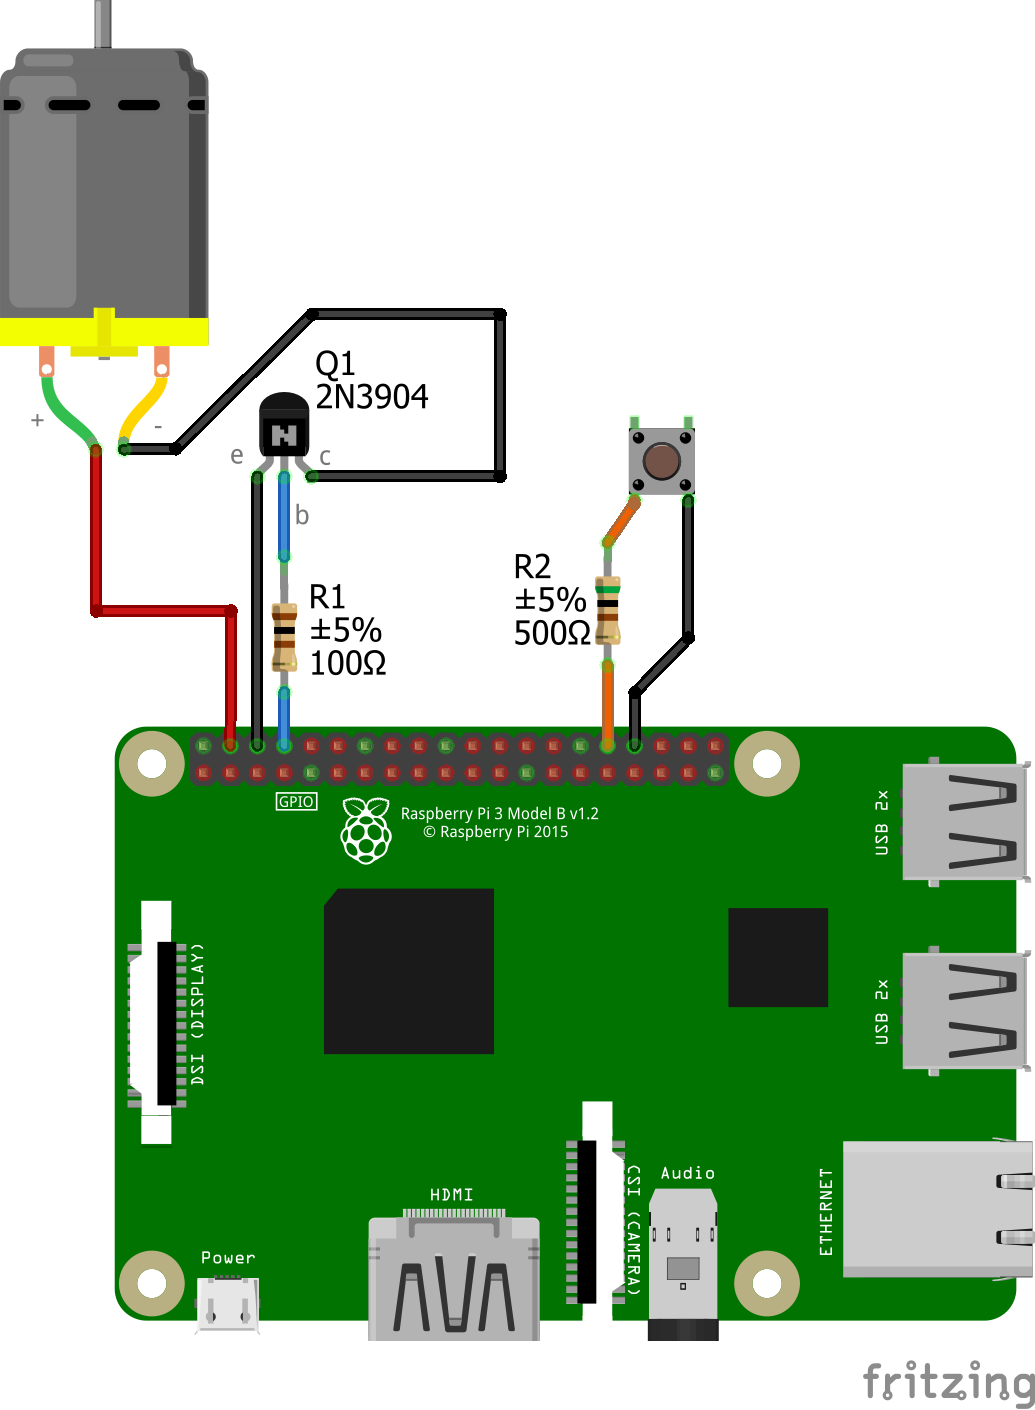 +
-
Q1
2N3904
e
c
b
R1
±5%
100Ω
R2
±5%
500Ω
GPIO
Raspberry Pi 3 Model B v1.2
© Raspberry Pi 2015
USB 2x
USB 2x
DSI (DISPLAY)
CSI (CAMERA)
Audio
HDMI
ETHERNET
Power
fritzing